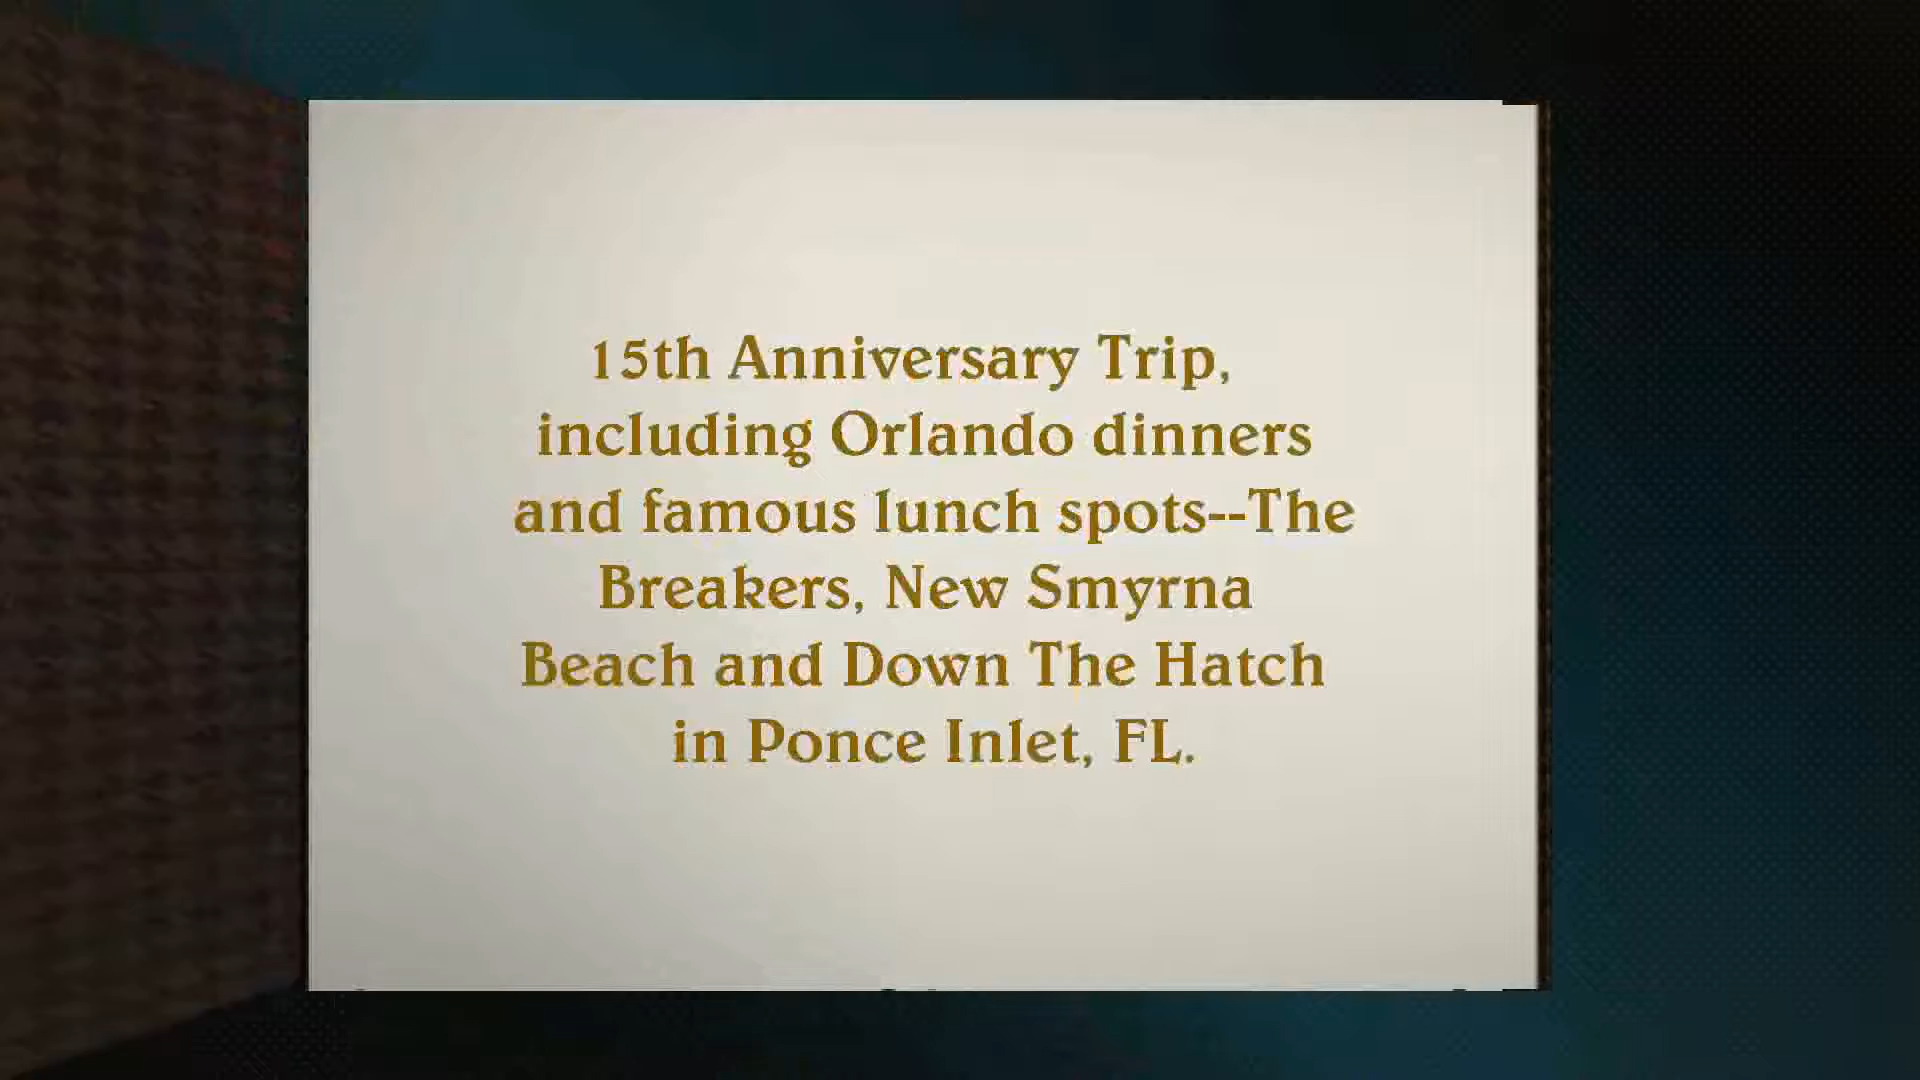 15th Anniversary Trip,
including Orlando dinners
and famous lunch spots--The
Breakers, New Smyrna
Beach and Down The Hatch
in Ponce Inlet, FL.